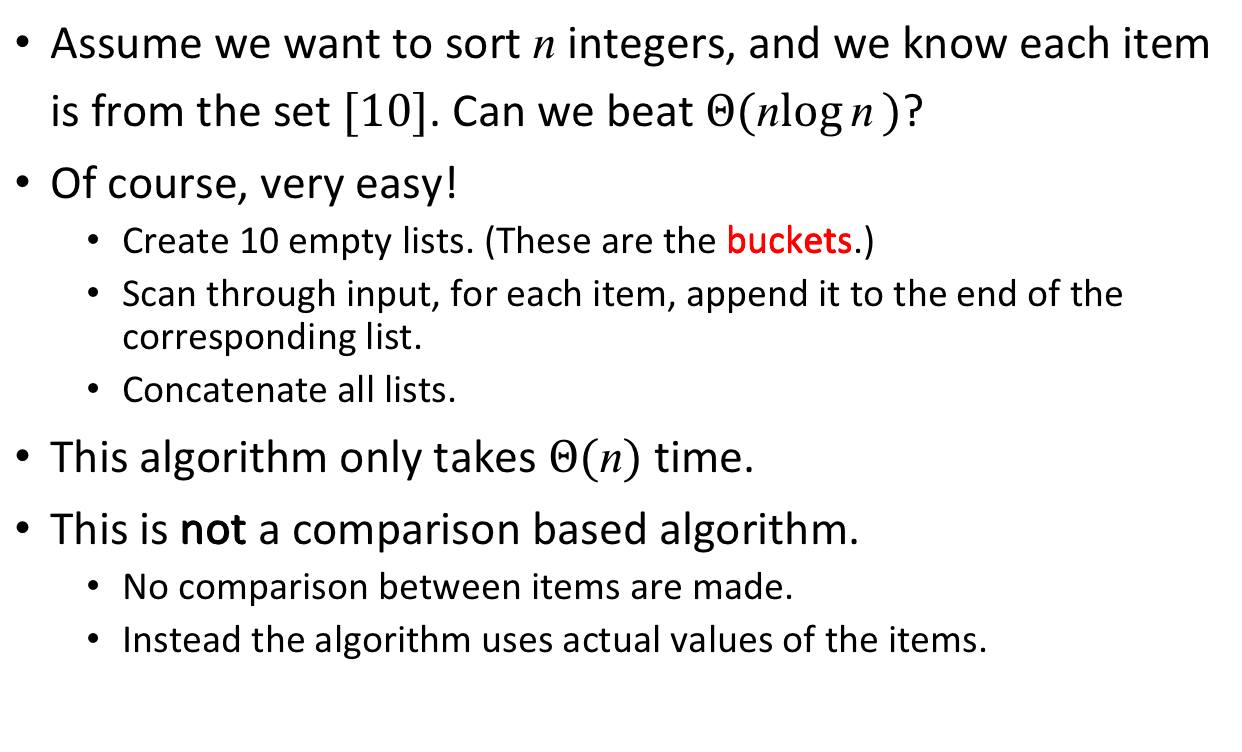 • Assume we want to sort n integers, and we know each item
is from the set [10]. Can we beat Θ(nlog n )?
• Of course, very easy!
• Create 10 empty lists. (These are the buckets.)
• Scan through input, for each item, append it to the end of the
corresponding list.
• Concatenate all lists.
• This algorithm only takes Θ(n) time.
• This is not a comparison based algorithm.
• No comparison between items are made.
• Instead the algorithm uses actual values of the items.